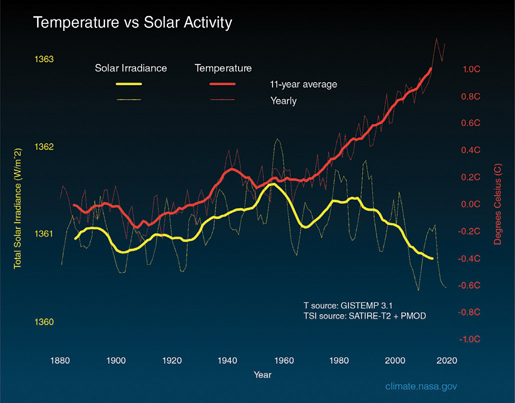 Temperature vs Solar Activity
1363
1362
1361
1360
Total Solar Irradiance (W/m^2)
Solar Irradiance
Temperature
11-year average
Yearly
1.0C
0.8C
0.6C
0.4C
0.2C
0.0C
-0.2C
-0.4C
-0.6C
-0.8C
-1.0C
Degrees Celsius (C)
T source: GISTEMP 3.1
TSI source: SATIRE-T2 + PMOD
1880 1900 1920 1940 1960 1980 2000 2020
Year
climate.nasa.gov